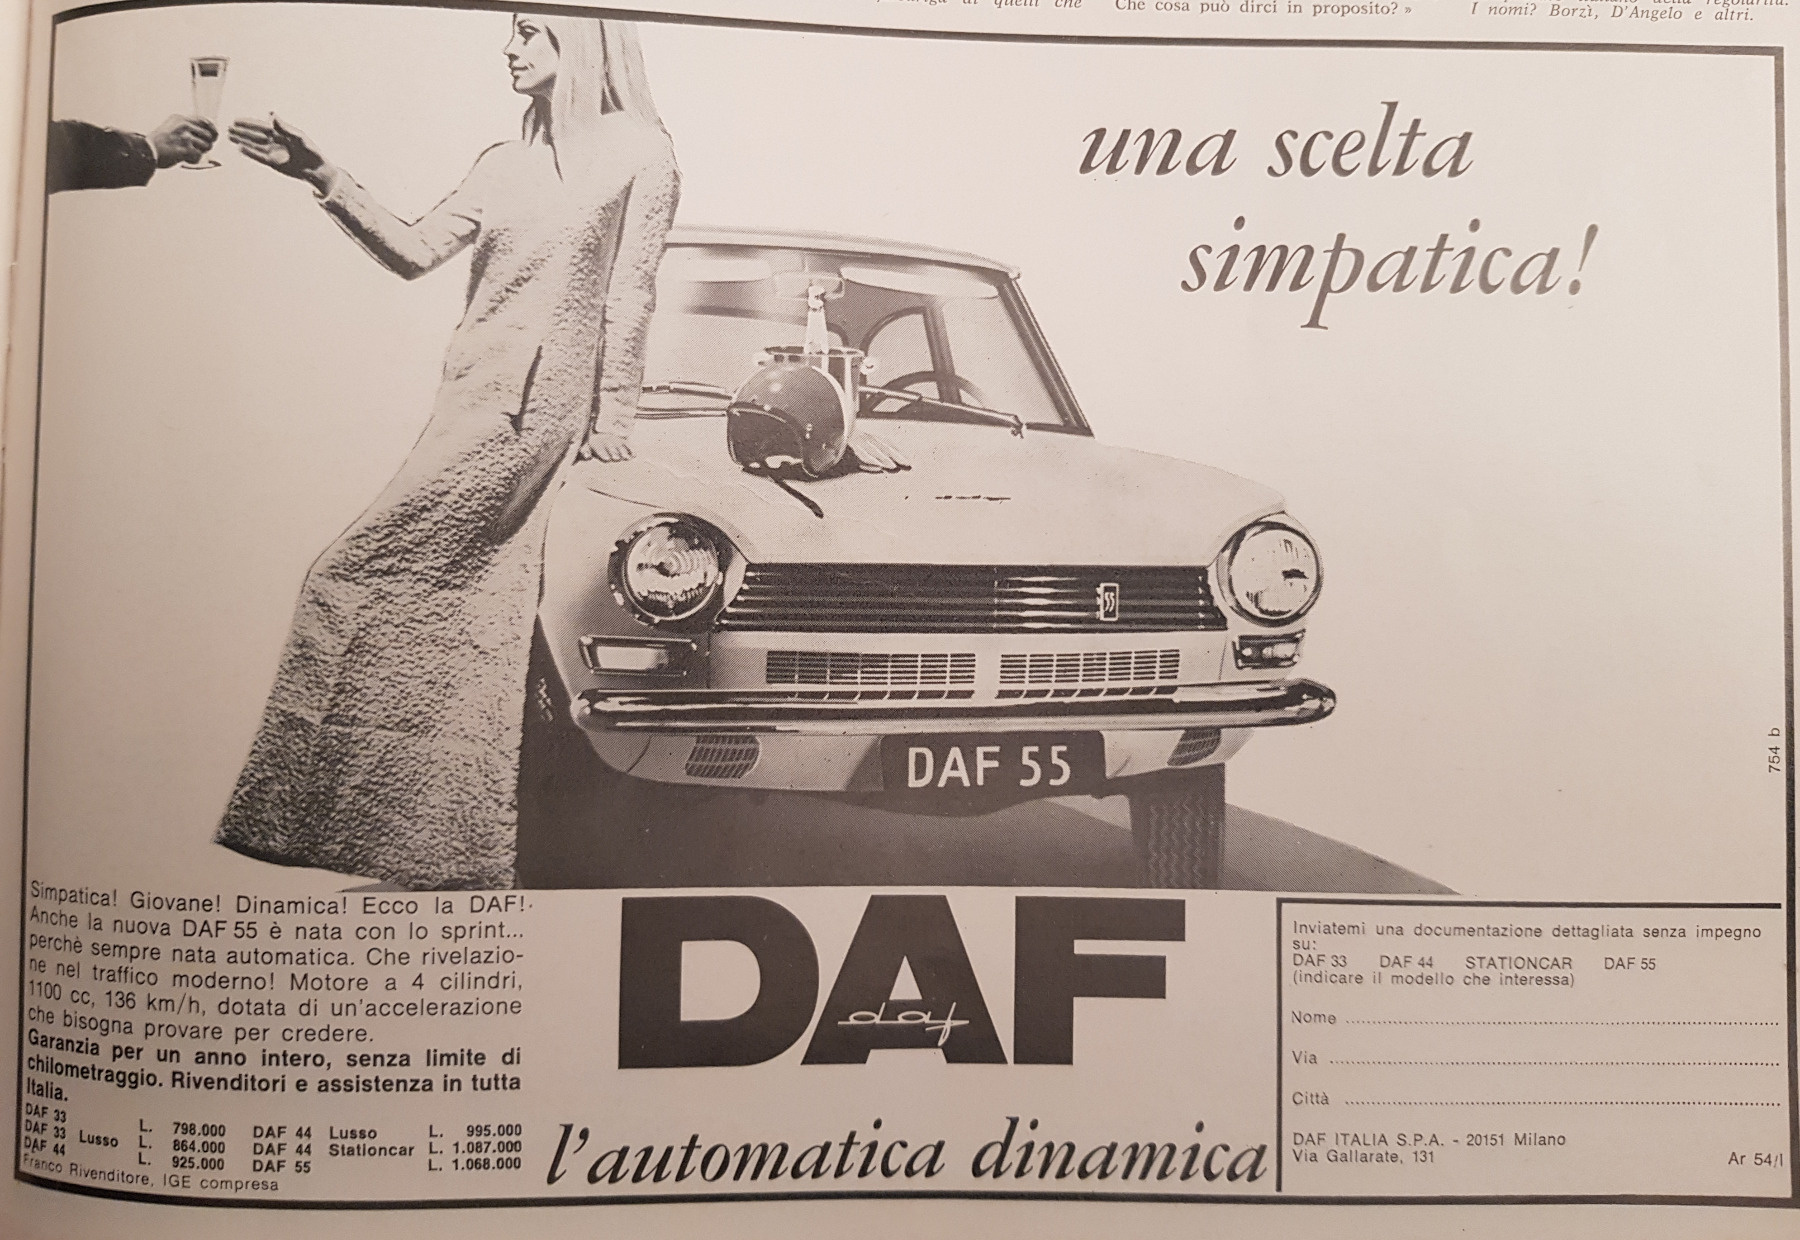 di quelli che
Che cosa può dirci in proposito? »
I nomi? Borzì, D'Angelo e altri.
una scelta
simpatica!
55
DAF 55
754 b
Simpatica! Giovane! Dinamica! Ecco la DAF!
Anche la nuova DAF 55 è nata con lo sprint...
perchè sempre nata automatica. Che rivelazio-
ne nel traffico moderno! Motore a 4 cilindri,
1100 cc, 136 km/h, dotata di un'accelerazione
che bisogna provare per credere.
Garanzia per un anno intero, senza limite di
chilometraggio. Rivenditori e assistenza in tutta
Italia.
DAF 33 L. 798.000 DAF 44 Lusso L. 995.000
DAF 33 Lusso L. 864.000 DAF 44 Stationcar L. 1.087.000
DAF 44 L. 925.000 DAF 55 L. 1.068.000
Franco Rivenditore, IGE compresa
DAF
daf
l'automatica dinamica
Inviatemi una documentazione dettagliata senza impegno
su:
DAF 33 DAF 44 STATIONCAR DAF 55
(indicare il modello che interessa)
Nome
Via
Città
DAF ITALIA S.P.A. - 20151 Milano
Via Gallarate, 131
Ar 54/I